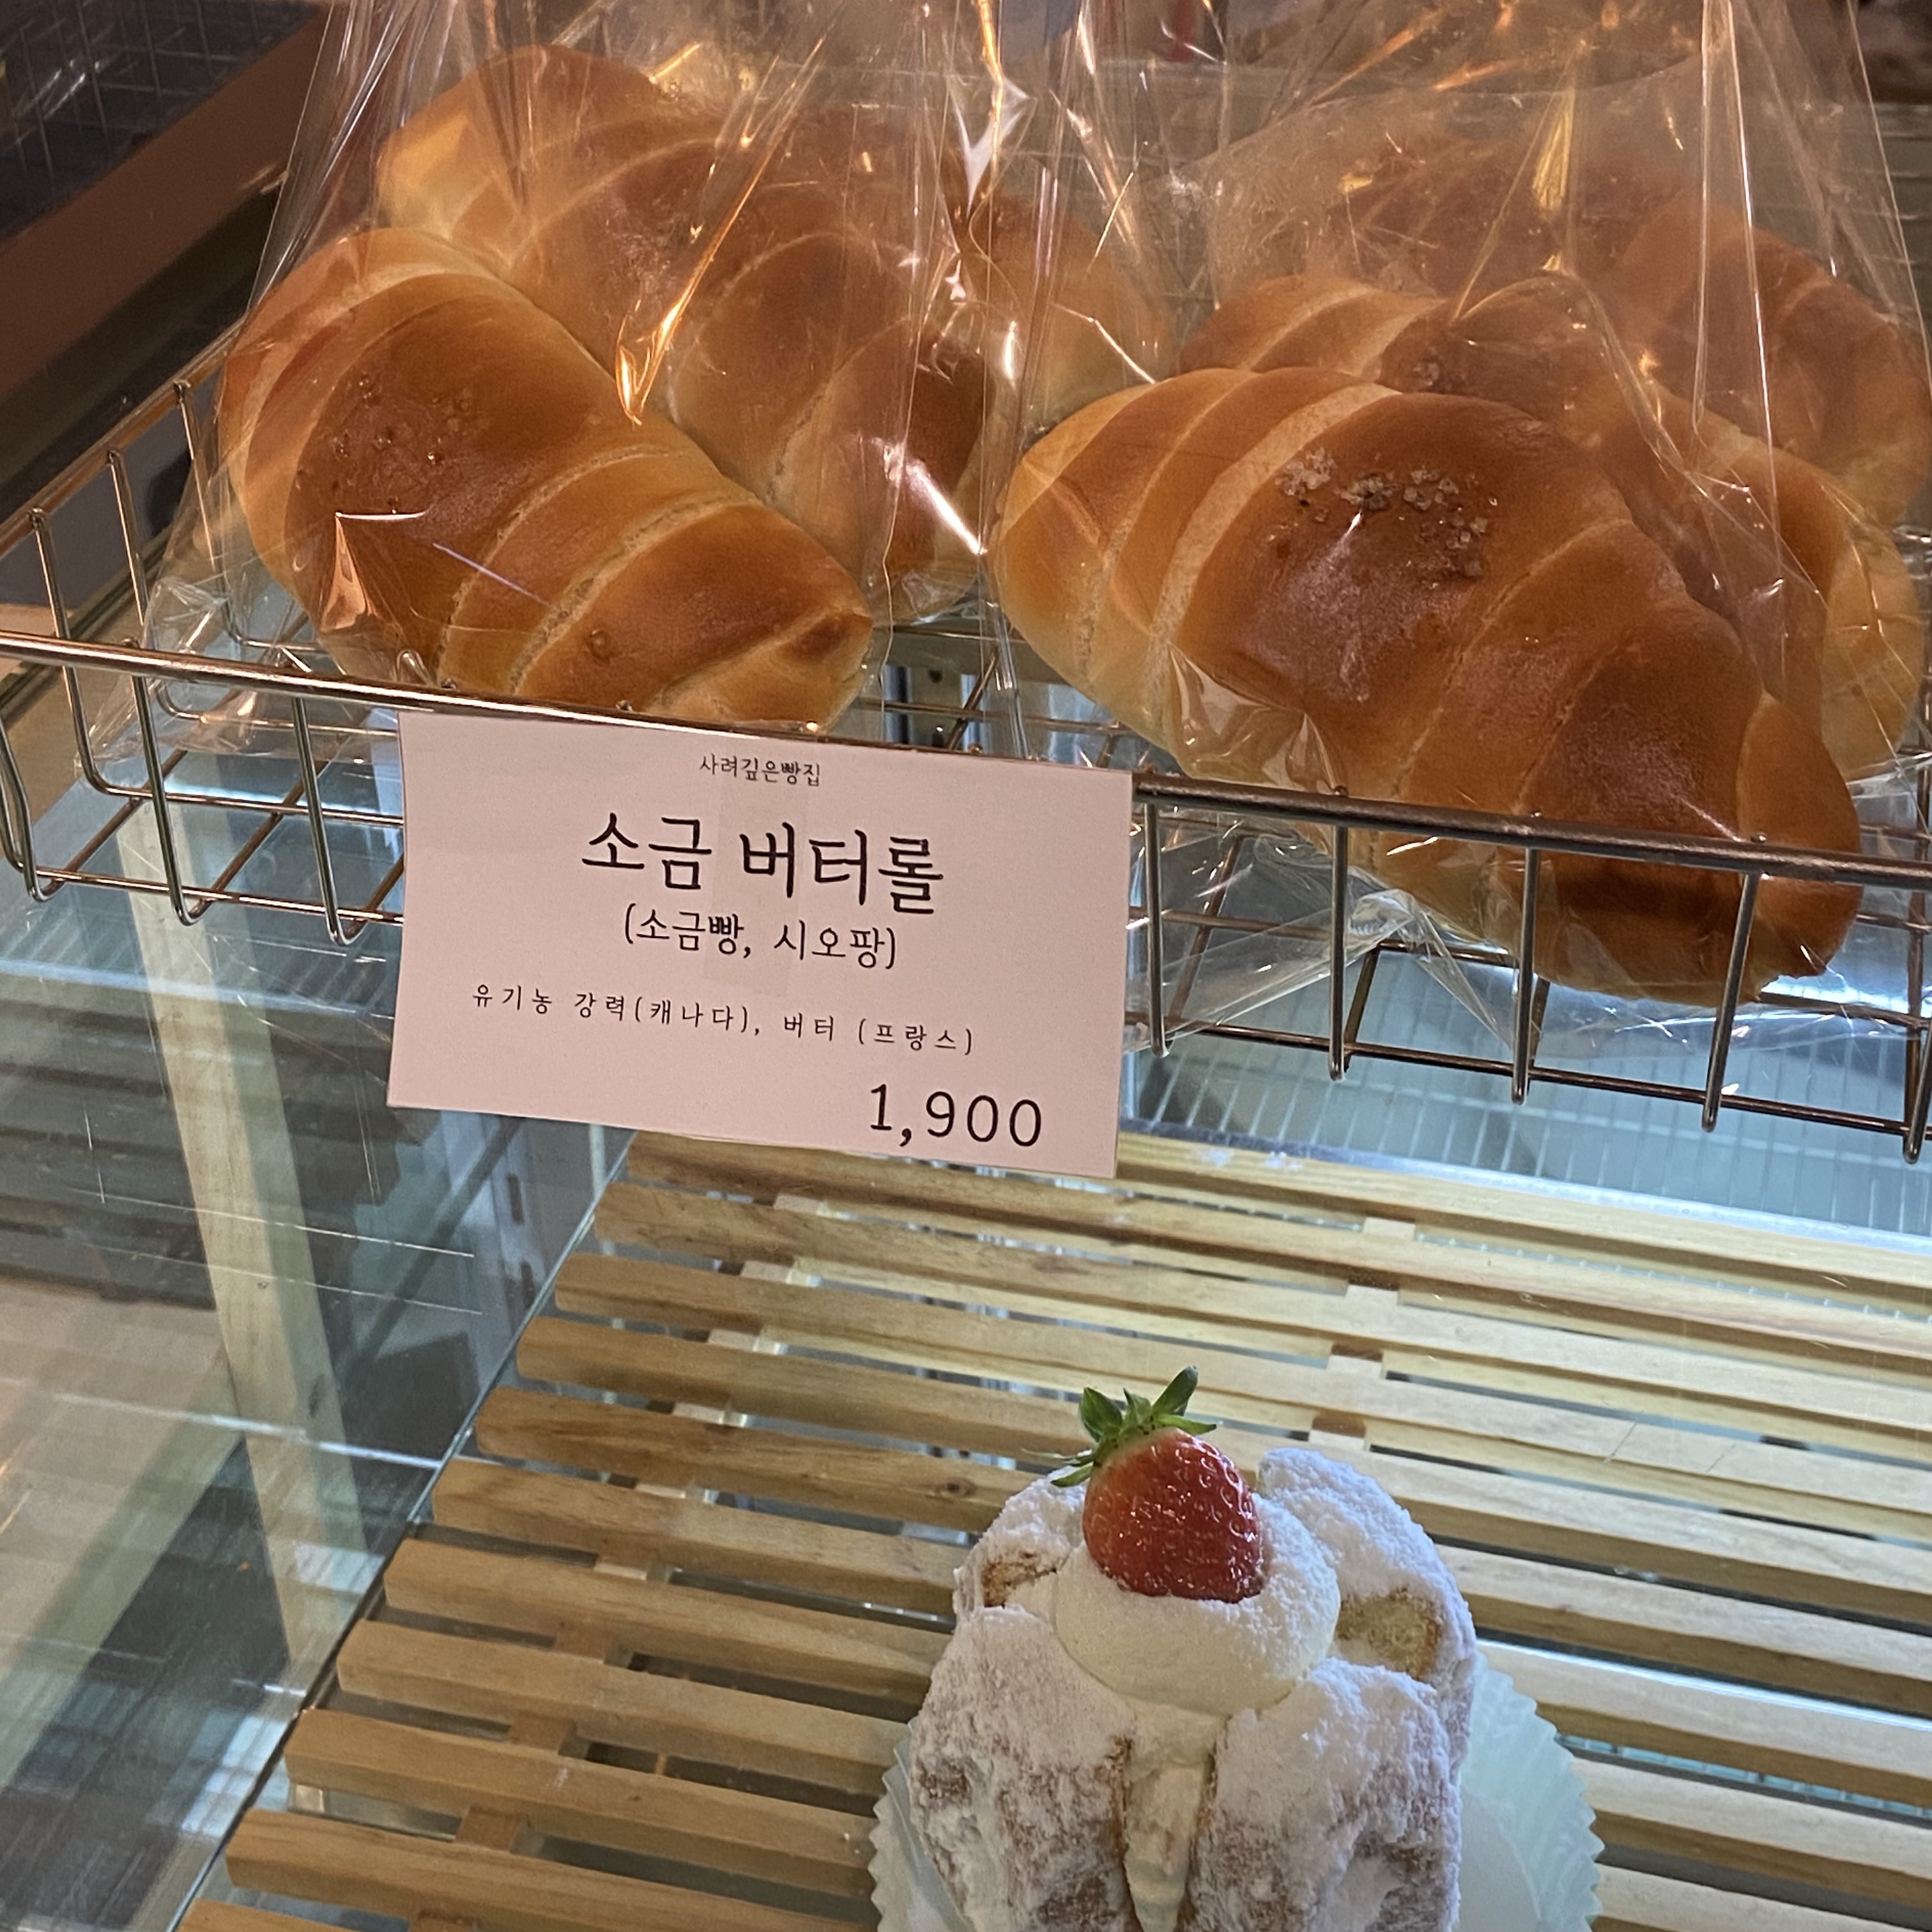 사려깊은빵집
소금 버터롤
(소금빵, 시오팡)
유기농 강력(캐나다), 버터 (프랑스)
1,900